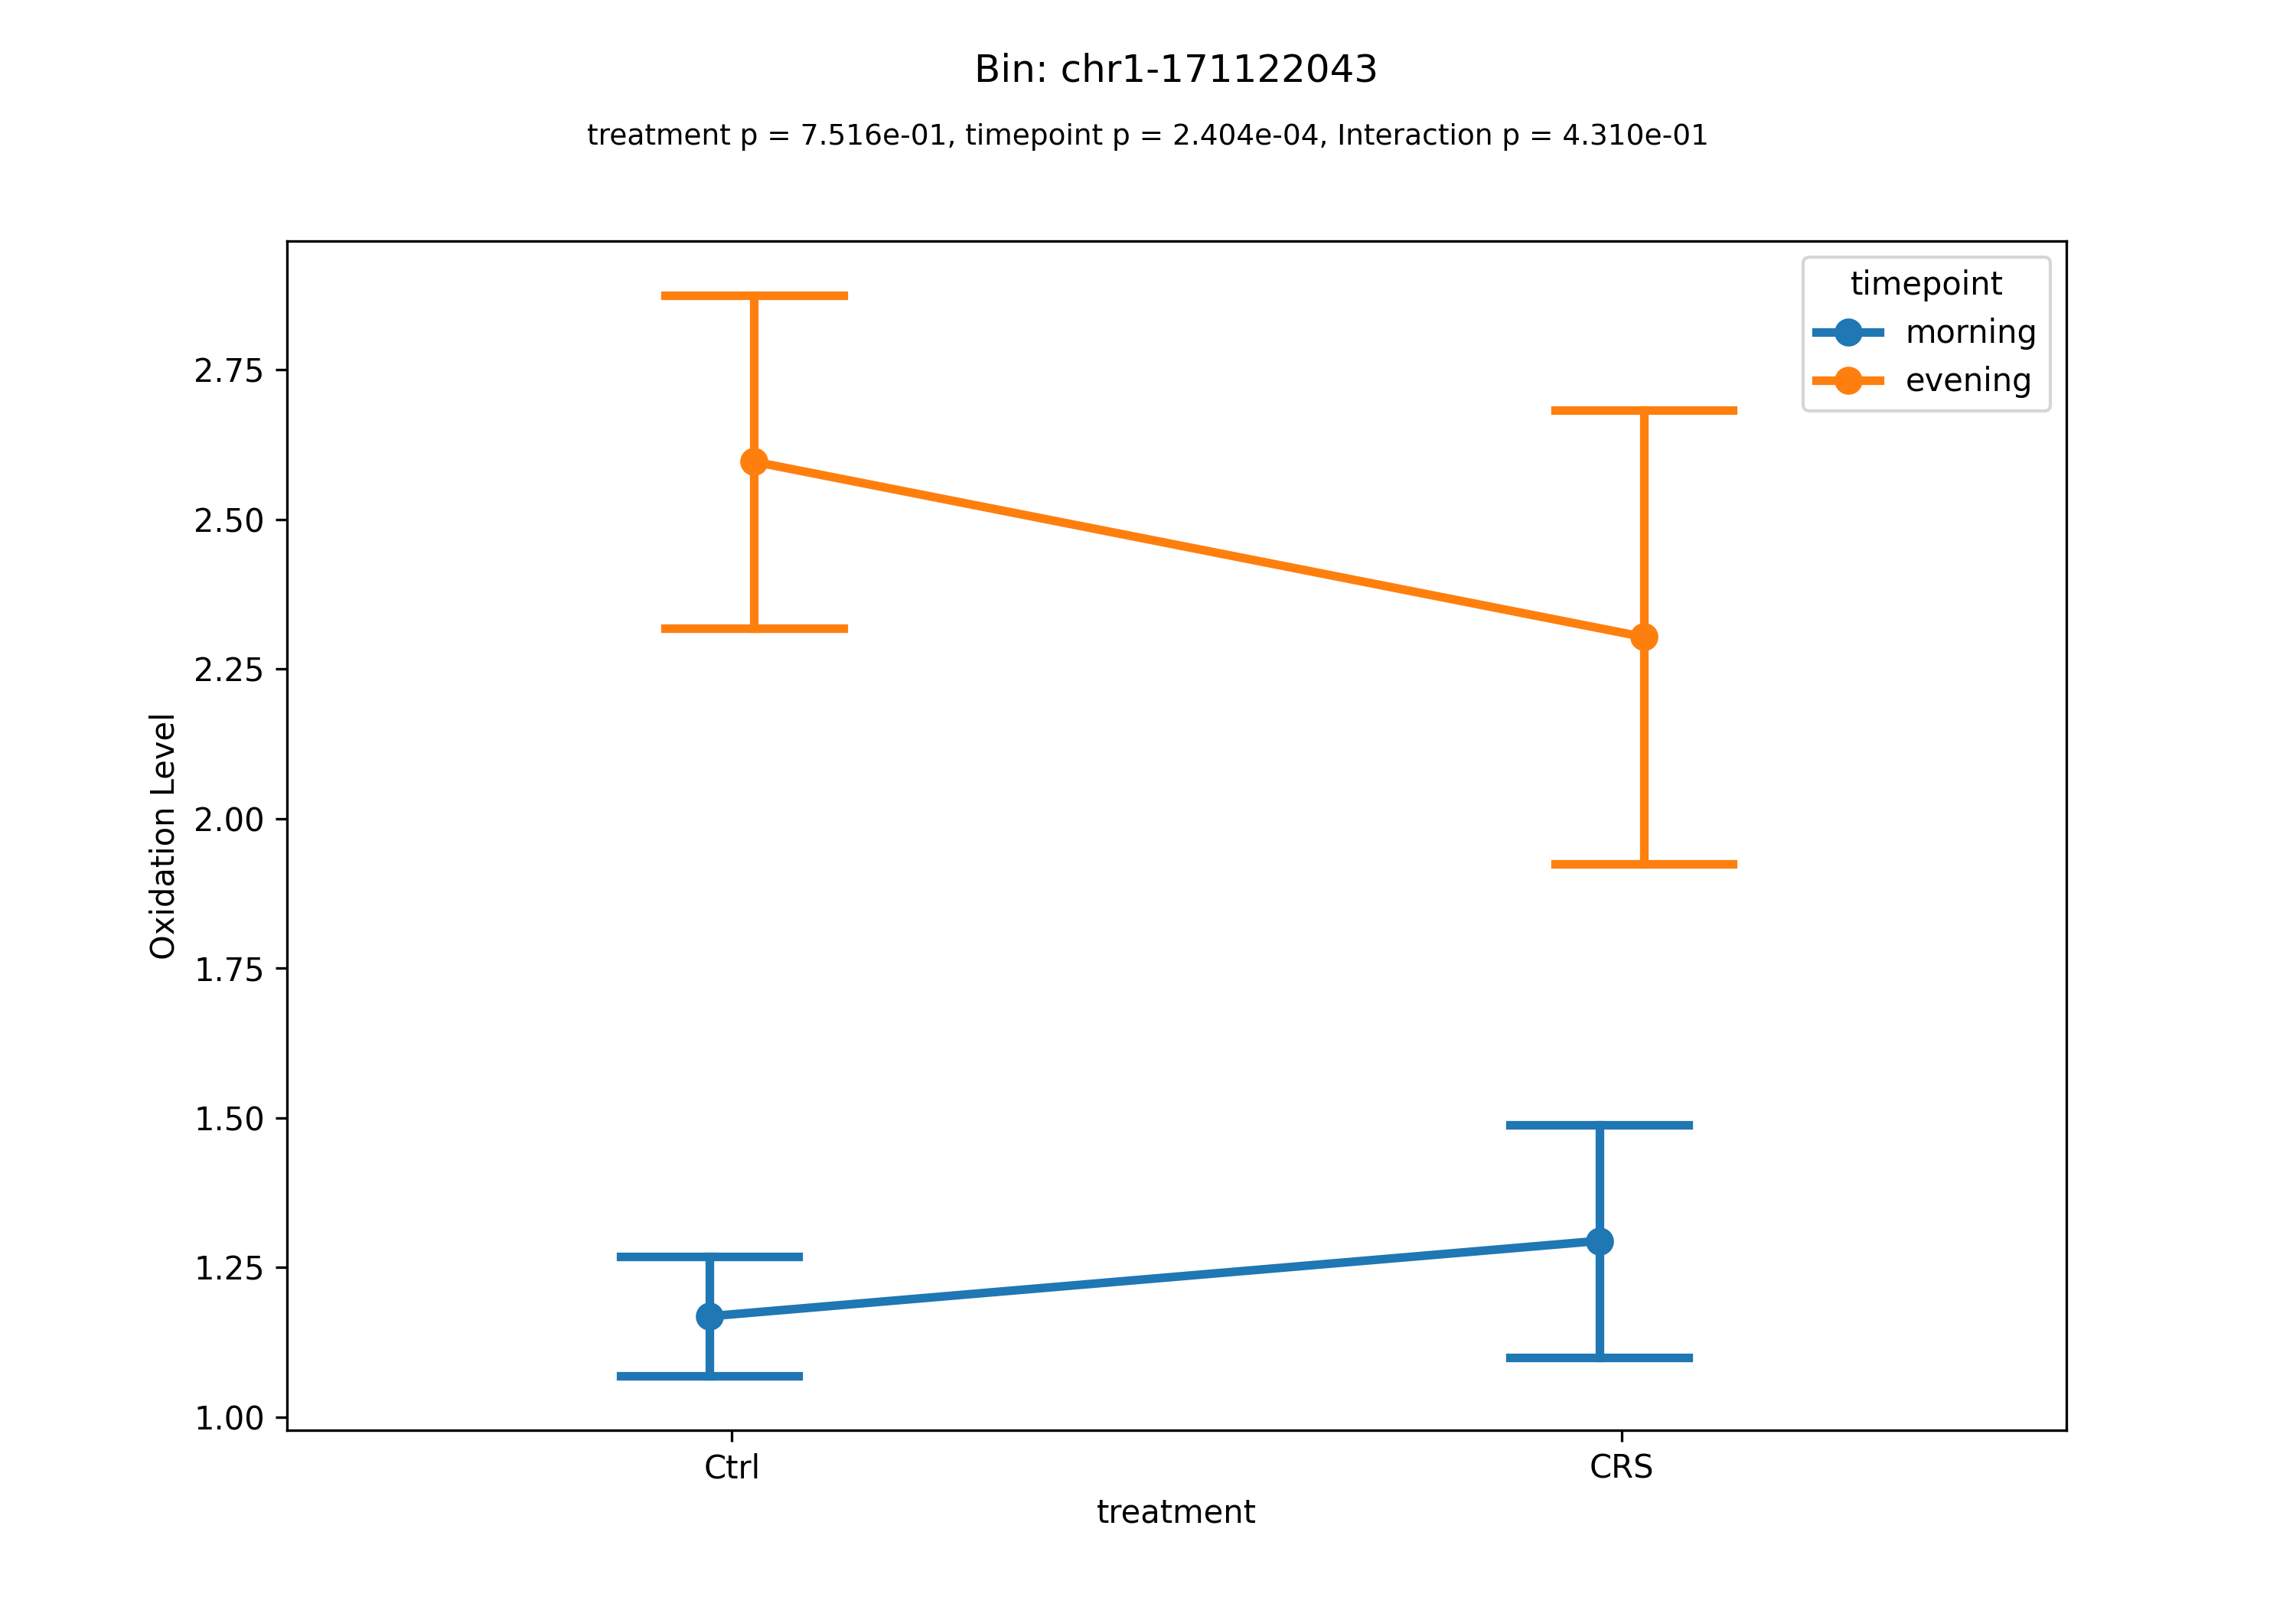 Bin: chr1-171122043
treatment p = 7.516e-01, timepoint p = 2.404e-04, Interaction p = 4.310e-01
timepoint
morning
evening
2.75
2.50
2.25
2.00
1.75
1.50
1.25
1.00
Oxidation Level
Ctrl
CRS
treatment